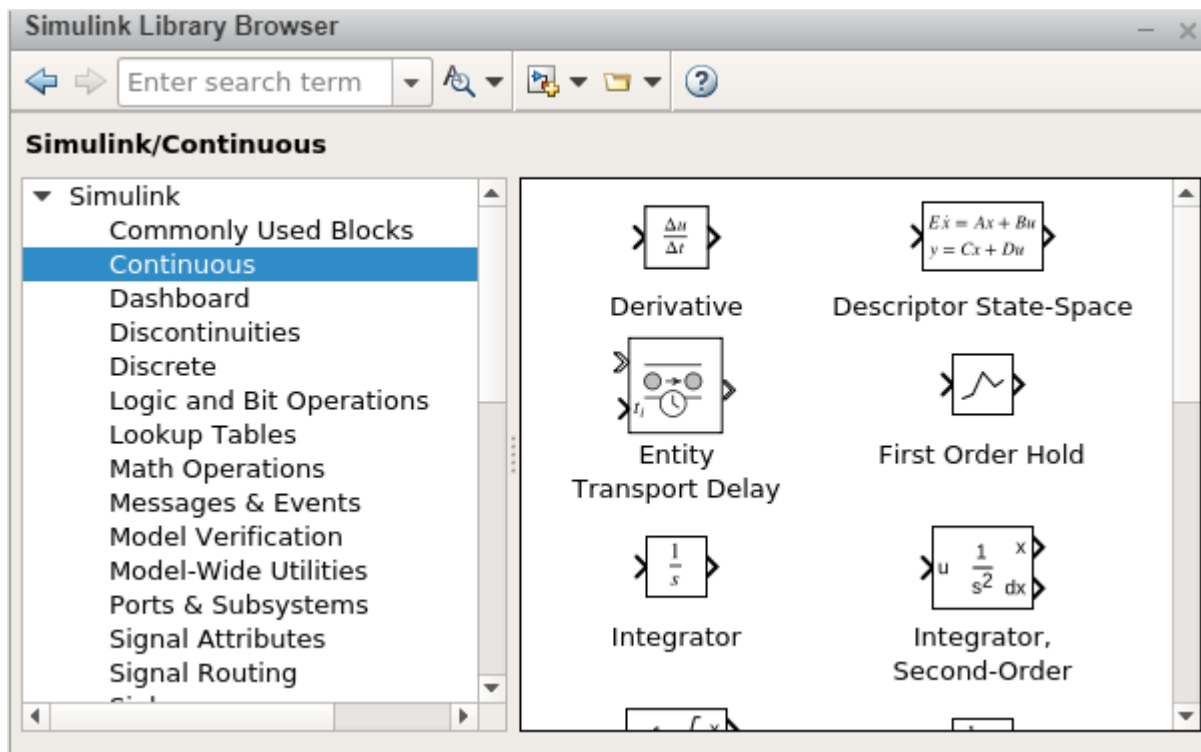 Simulink Library Browser
Enter search term
Simulink/Continuous
Simulink
Commonly Used Blocks
Continuous
Dashboard
Discontinuities
Discrete
Logic and Bit Operations
Lookup Tables
Math Operations
Messages & Events
Model Verification
Model-Wide Utilities
Ports & Subsystems
Signal Attributes
Signal Routing
Δu
Δt
Derivative
Eẋ = Ax + Bu
y = Cx + Du
Descriptor State-Space
tᵢ
Entity
Transport Delay
First Order Hold
1
s
Integrator
u 1 x
s² dx
Integrator,
Second-Order